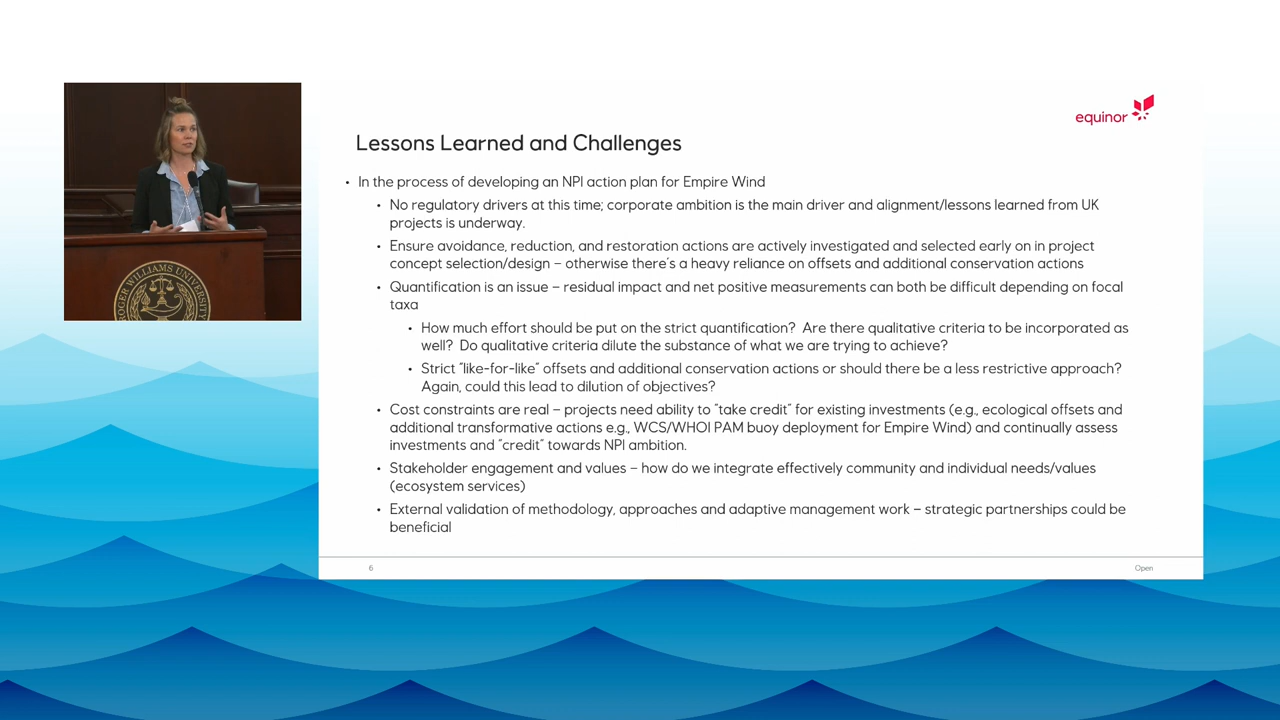 equinor
Lessons Learned and Challenges
• In the process of developing an NPI action plan for Empire Wind
• No regulatory drivers at this time; corporate ambition is the main driver and alignment/lessons learned from UK
projects is underway.
• Ensure avoidance, reduction, and restoration actions are actively investigated and selected early on in project
concept selection/design – otherwise there's a heavy reliance on offsets and additional conservation actions
• Quantification is an issue – residual impact and net positive measurements can both be difficult depending on focal
taxa
• How much effort should be put on the strict quantification? Are there qualitative criteria to be incorporated as
well? Do qualitative criteria dilute the substance of what we are trying to achieve?
• Strict "like-for-like" offsets and additional conservation actions or should there be a less restrictive approach?
Again, could this lead to dilution of objectives?
• Cost constraints are real – projects need ability to "take credit" for existing investments (e.g., ecological offsets and
additional transformative actions e.g., WCS/WHOI PAM buoy deployment for Empire Wind) and continually assess
investments and "credit" towards NPI ambition.
• Stakeholder engagement and values – how do we integrate effectively community and individual needs/values
(ecosystem services)
• External validation of methodology, approaches and adaptive management work – strategic partnerships could be
beneficial
6
Open
ROGER WILLIAMS UNIVERSITY